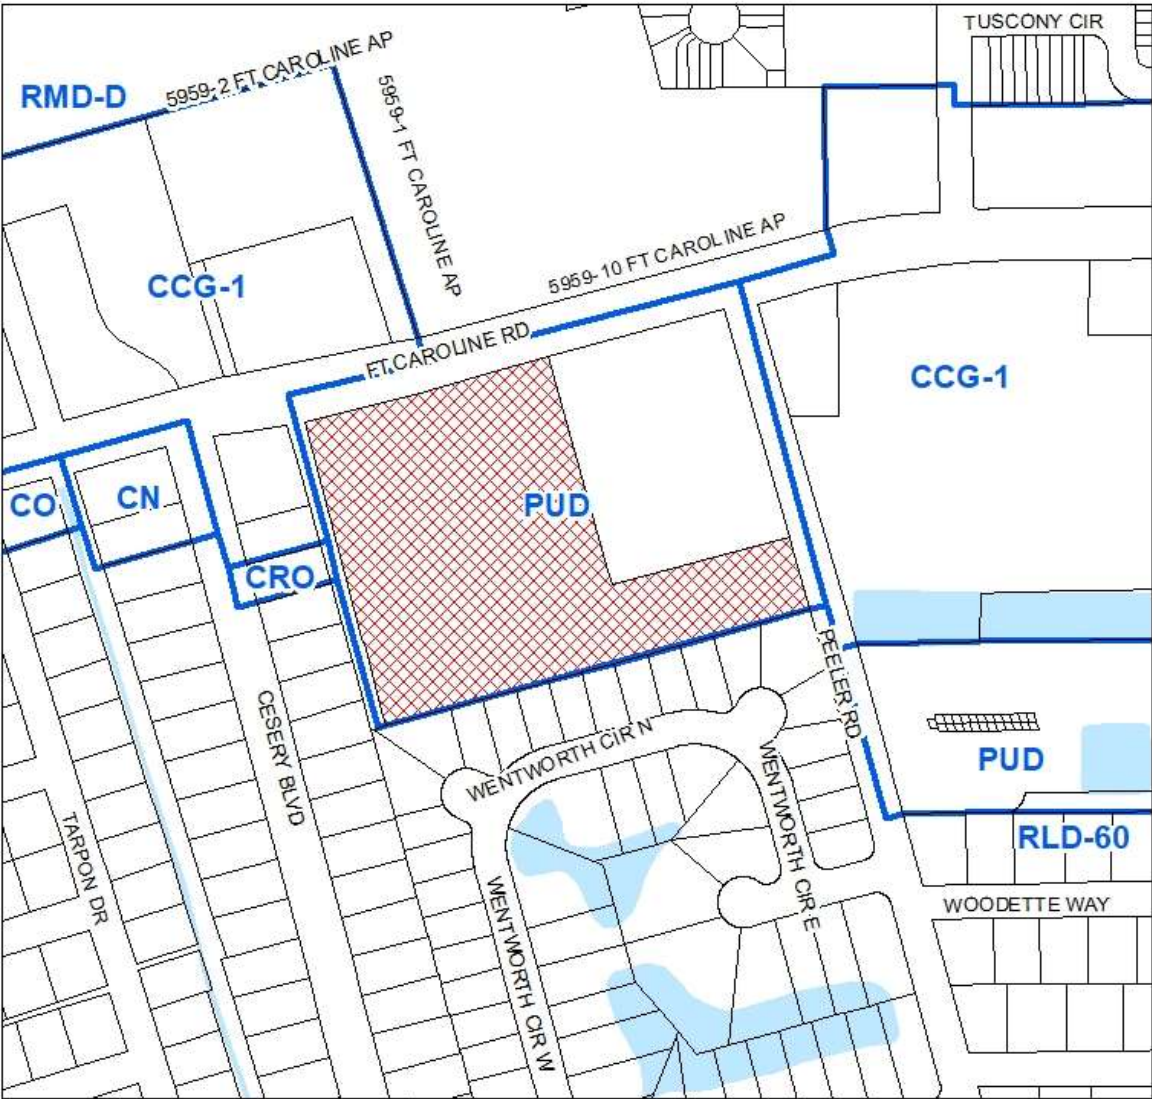 TUSCONY CIR
5959-2 FT CAROLINE AP
RMD-D
5959-1 FT CAROLINE AP
5959-10 FT CAROLINE AP
CCG-1
FT CAROLINE RD
CCG-1
CO
CN
PUD
CRO
PEELER RD
CESERY BLVD
WENTWORTH CIR N
PUD
TARPON DR
WENTWORTH CIR E
RLD-60
WENTWORTH CIR W
WOODETTE WAY